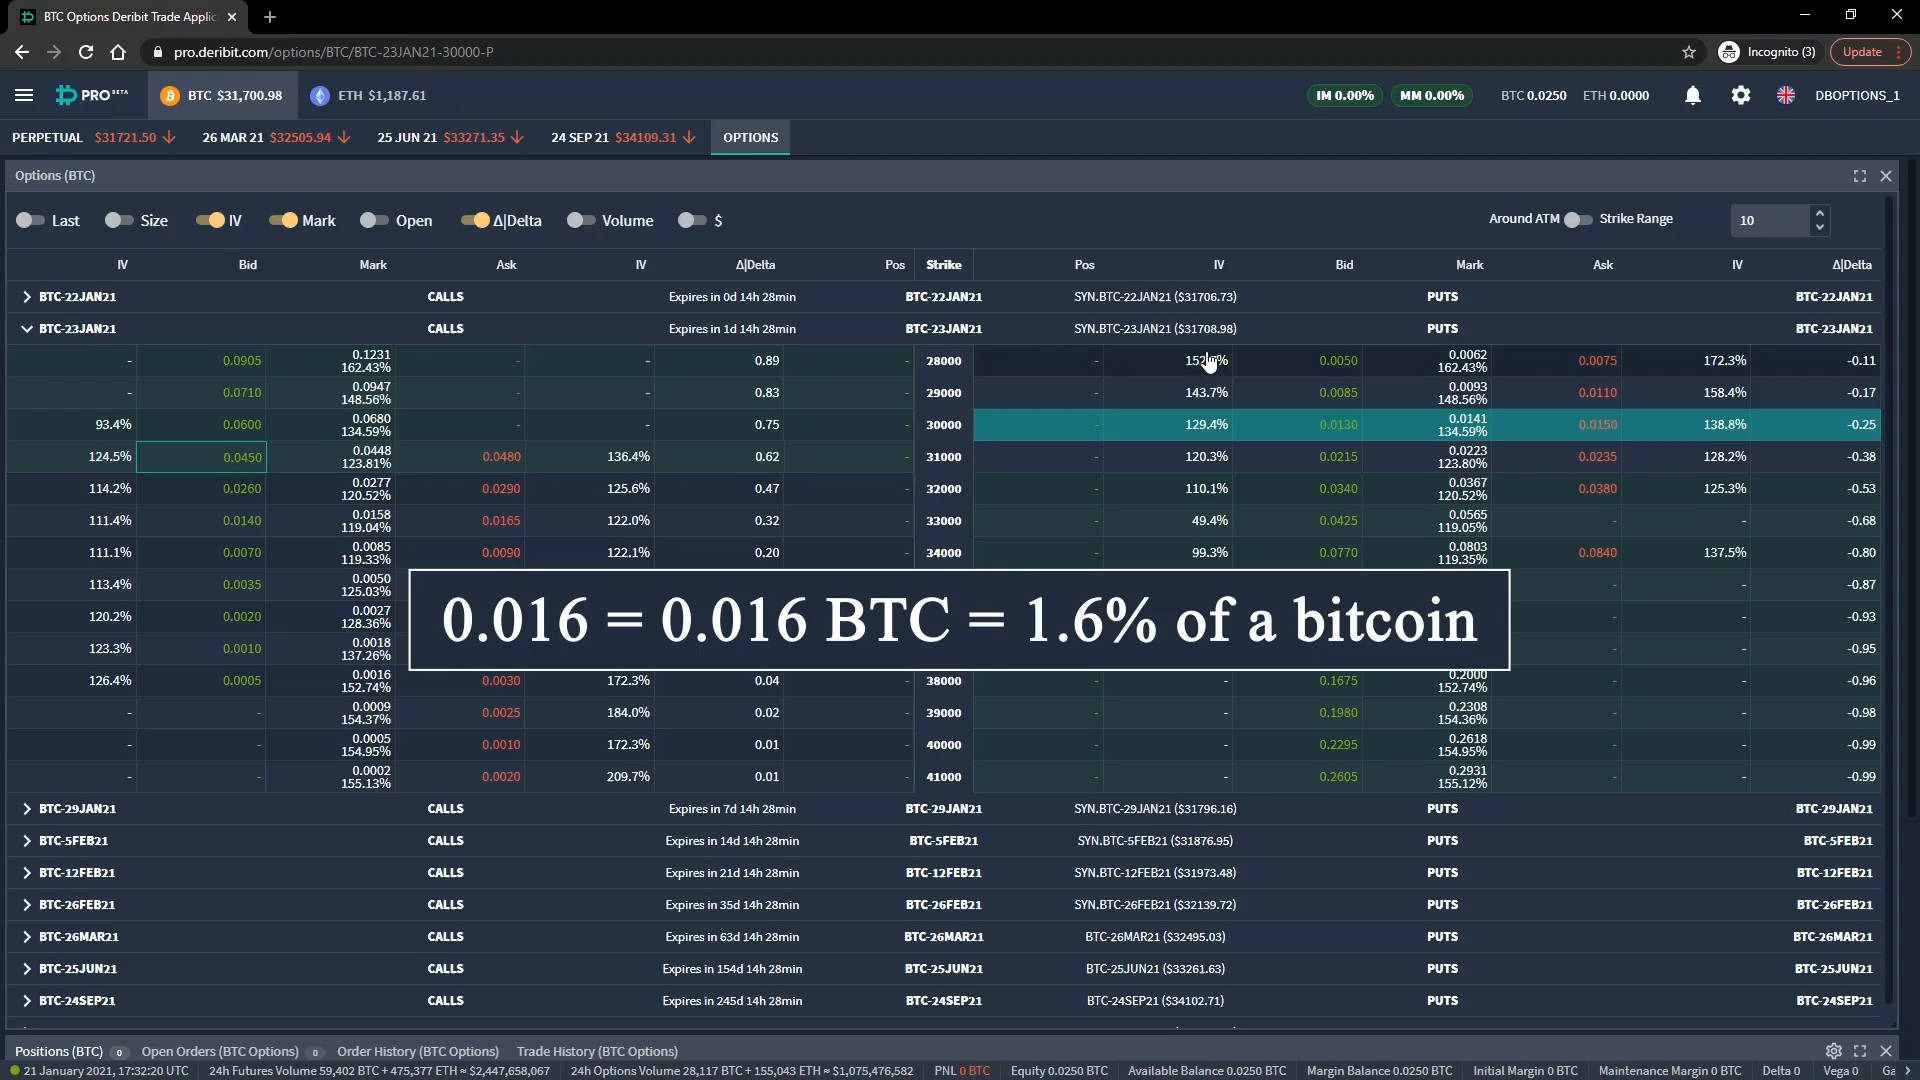 BTC Options Deribit Trade Applic
pro.deribit.com/options/BTC/BTC-23JAN21-30000-P
Incognito (3)
Update
PRO BETA
BTC $31,700.98
ETH $1,187.61
IM 0.00%
MM 0.00%
BTC 0.0250
ETH 0.0000
DBOPTIONS_1
PERPETUAL $31721.50
26 MAR 21 $32505.94
25 JUN 21 $33271.35
24 SEP 21 $34109.31
OPTIONS
Options (BTC)
Last Size IV Mark Open Δ|Delta Volume $
Around ATM Strike Range 10
IV Bid Mark Ask IV Δ|Delta Pos Strike Pos IV Bid Mark Ask IV Δ|Delta
BTC-22JAN21 CALLS Expires in 0d 14h 28min BTC-22JAN21 SYN.BTC-22JAN21 ($31706.73) PUTS BTC-22JAN21
BTC-23JAN21 CALLS Expires in 1d 14h 28min BTC-23JAN21 SYN.BTC-23JAN21 ($31708.98) PUTS BTC-23JAN21
- 0.0905 0.1231 162.43% - - 0.89 - 28000 - 0.0050 0.0062 162.43% 0.0075 172.3% -0.11
- 0.0710 0.0947 148.56% - - 0.83 - 29000 - 143.7% 0.0085 0.0093 148.56% 0.0110 158.4% -0.17
93.4% 0.0600 0.0680 134.59% - - 0.75 - 30000 - 129.4% 0.0130 0.0141 134.59% 0.0150 138.8% -0.25
124.5% 0.0450 0.0448 123.81% 0.0480 136.4% 0.62 - 31000 - 120.3% 0.0215 0.0223 123.80% 0.0235 128.2% -0.38
114.2% 0.0260 0.0277 120.52% 0.0290 125.6% 0.47 - 32000 - 110.1% 0.0340 0.0367 120.52% 0.0380 125.3% -0.53
111.4% 0.0140 0.0158 119.04% 0.0165 122.0% 0.32 - 33000 - 49.4% 0.0425 0.0565 119.05% - - -0.68
111.1% 0.0070 0.0085 119.33% 0.0090 122.1% 0.20 - 34000 - 99.3% 0.0770 0.0803 119.35% 0.0840 137.5% -0.80
113.4% 0.0035 0.0050 125.03% - - -0.87
120.2% 0.0020 0.0027 128.36% - - -0.93
0.016 = 0.016 BTC = 1.6% of a bitcoin
123.3% 0.0010 0.0018 137.26% - - -0.95
126.4% 0.0005 0.0016 152.74% 0.0030 172.3% 0.04 - 38000 - - 0.1675 0.2000 152.74% - - -0.96
- - 0.0009 154.37% 0.0025 184.0% 0.02 - 39000 - - 0.1980 0.2308 154.36% - - -0.98
- - 0.0005 154.95% 0.0010 172.3% 0.01 - 40000 - - 0.2295 0.2618 154.95% - - -0.99
- - 0.0002 155.13% 0.0020 209.7% 0.01 - 41000 - - 0.2605 0.2931 155.12% - - -0.99
BTC-29JAN21 CALLS Expires in 7d 14h 28min BTC-29JAN21 SYN.BTC-29JAN21 ($31796.16) PUTS BTC-29JAN21
BTC-5FEB21 CALLS Expires in 14d 14h 28min BTC-5FEB21 SYN.BTC-5FEB21 ($31876.95) PUTS BTC-5FEB21
BTC-12FEB21 CALLS Expires in 21d 14h 28min BTC-12FEB21 SYN.BTC-12FEB21 ($31973.48) PUTS BTC-12FEB21
BTC-26FEB21 CALLS Expires in 35d 14h 28min BTC-26FEB21 SYN.BTC-26FEB21 ($32139.72) PUTS BTC-26FEB21
BTC-26MAR21 CALLS Expires in 63d 14h 28min BTC-26MAR21 BTC-26MAR21 ($32495.03) PUTS BTC-26MAR21
BTC-25JUN21 CALLS Expires in 154d 14h 28min BTC-25JUN21 BTC-25JUN21 ($33261.63) PUTS BTC-25JUN21
BTC-24SEP21 CALLS Expires in 245d 14h 28min BTC-24SEP21 BTC-24SEP21 ($34102.71) PUTS BTC-24SEP21
Positions (BTC) 0 Open Orders (BTC Options) 0 Order History (BTC Options) Trade History (BTC Options)
21 January 2021, 17:32:20 UTC 24h Futures Volume 59,402 BTC + 475,377 ETH ≈ $2,447,658,067 24h Options Volume 28,117 BTC + 155,043 ETH ≈ $1,075,476,582 PNL 0 BTC Equity 0.0250 BTC Available Balance 0.0250 BTC Margin Balance 0.0250 BTC Initial Margin 0 BTC Maintenance Margin 0 BTC Delta 0 Vega 0 Ga